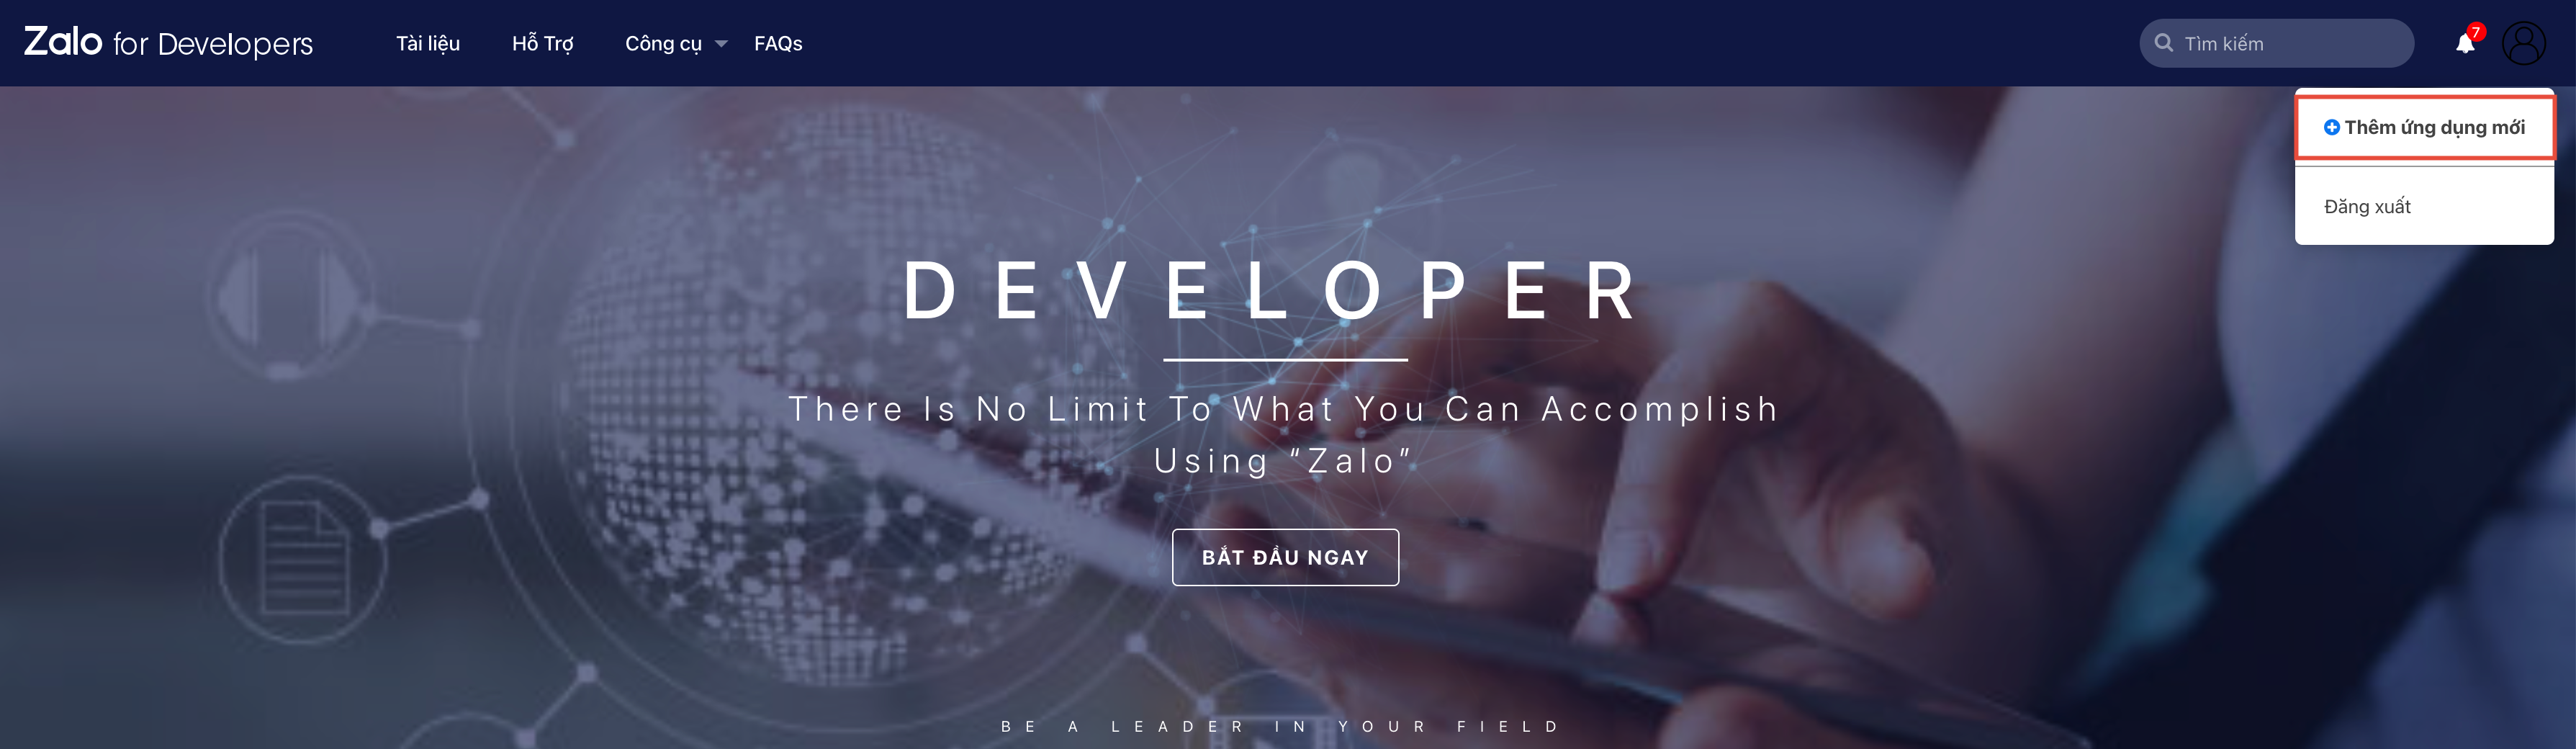 Zalo for Developers
Tài liệu
Hỗ Trợ
Công cụ
FAQs
Tìm kiếm
7
Thêm ứng dụng mới
Đăng xuất
DEVELOPER
There Is No Limit To What You Can Accomplish
Using “Zalo”
BẮT ĐẦU NGAY
BE A LEADER IN YOUR FIELD